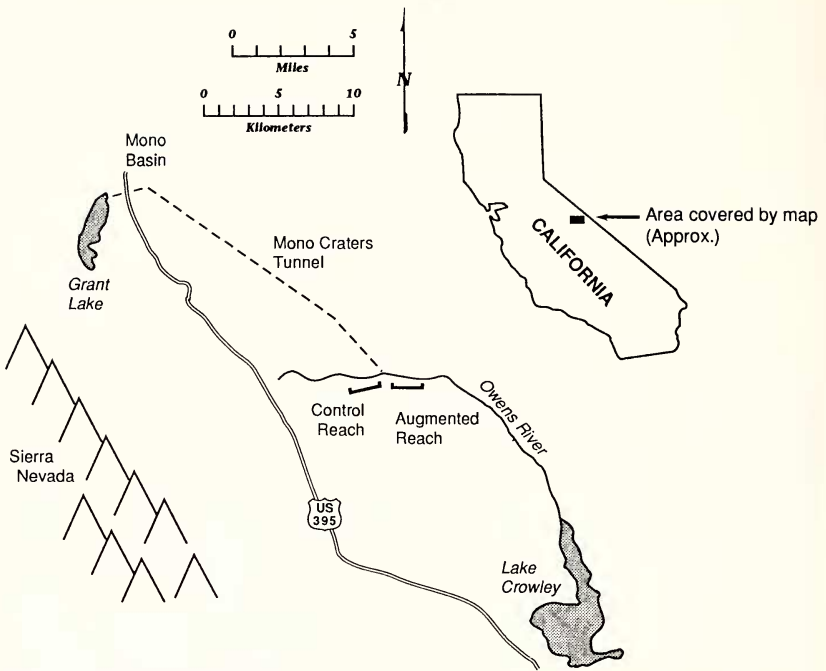 0 5
Miles
0 5 10
Kilometers
N
Mono
Basin
Grant
Lake
Mono Craters
Tunnel
CALIFORNIA
Area covered by map
(Approx.)
Control
Reach
Augmented
Reach
Owens River
Sierra
Nevada
US
395
Lake
Crowley